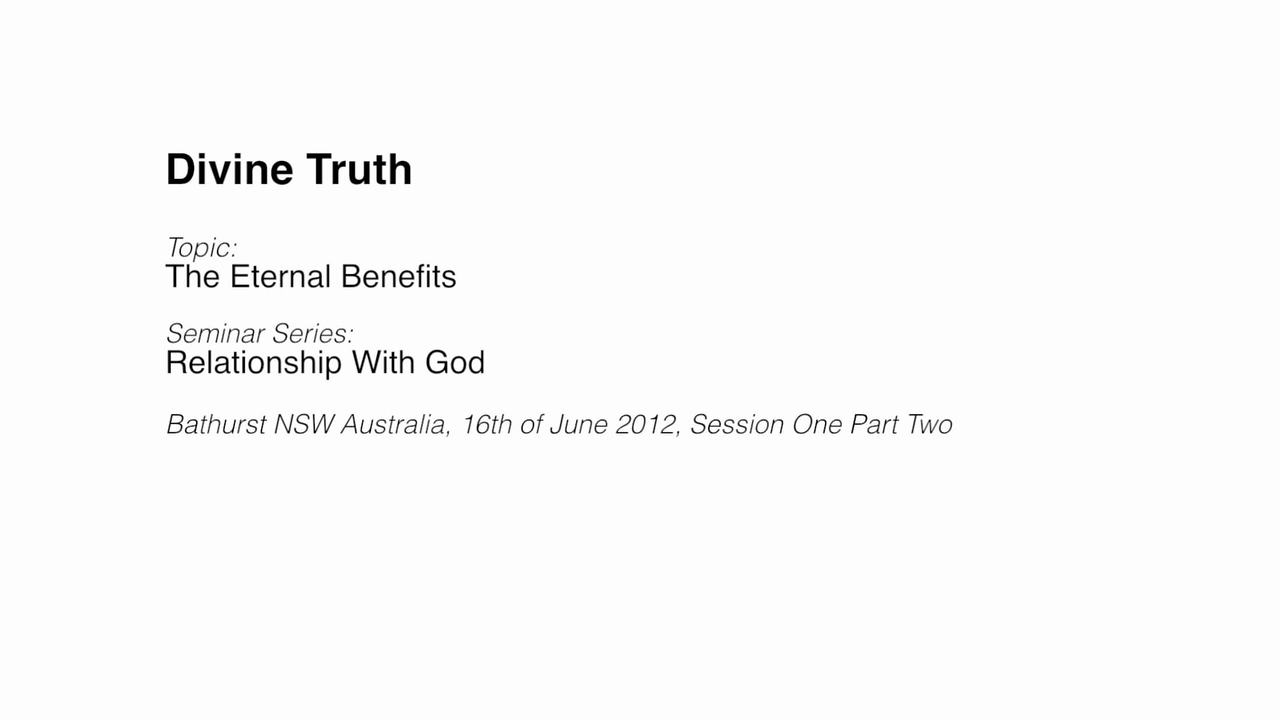 Divine Truth
Topic:
The Eternal Benefits
Seminar Series:
Relationship With God
Bathurst NSW Australia, 16th of June 2012, Session One Part Two